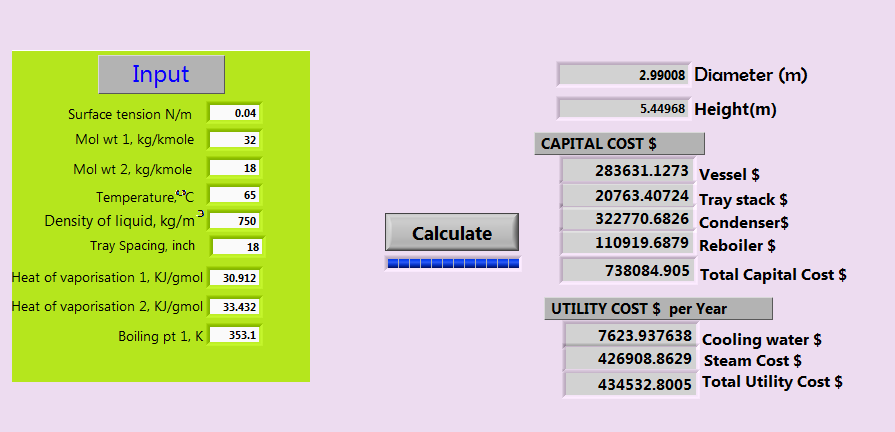 Input
Surface tension N/m 0.04
Mol wt 1, kg/kmole 32
Mol wt 2, kg/kmole 18
Temperature, °C 65
Density of liquid, kg/m³ 750
Tray Spacing, inch 18
Heat of vaporisation 1, KJ/gmol 30.912
Heat of vaporisation 2, KJ/gmol 33.432
Boiling pt 1, K 353.1
Calculate
2.99008 Diameter (m)
5.44968 Height(m)
CAPITAL COST $
283631.1273 Vessel $
20763.40724 Tray stack $
322770.6826 Condenser$
110919.6879 Reboiler $
738084.905 Total Capital Cost $
UTILITY COST $ per Year
7623.937638 Cooling water $
426908.8629 Steam Cost $
434532.8005 Total Utility Cost $